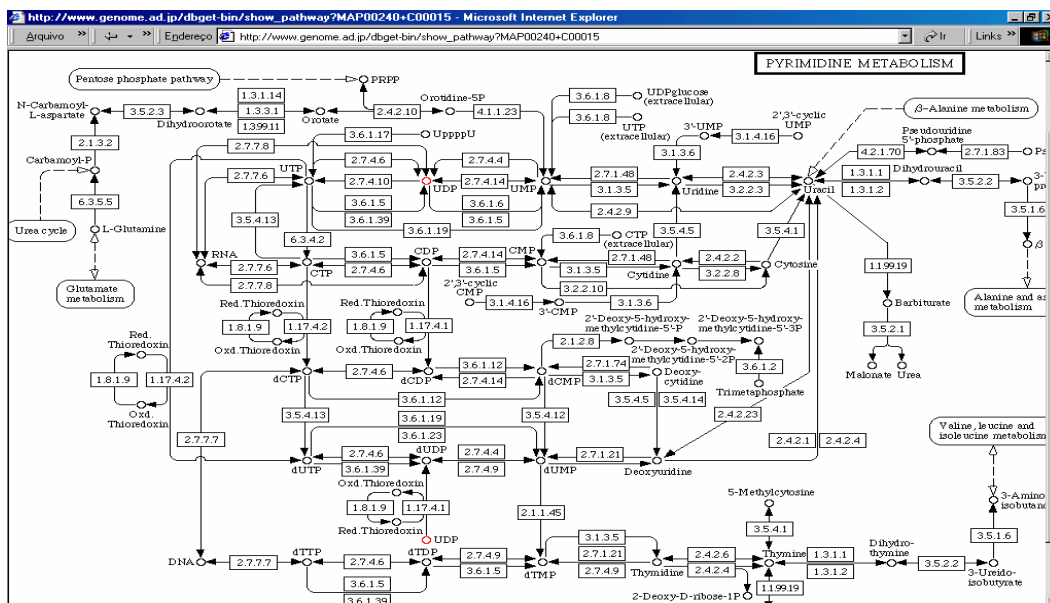 http://www.genome.ad.jp/dbget-bin/show_pathway?MAP00240+C00015 - Microsoft Internet Explorer
Arquivo » » Endereço http://www.genome.ad.jp/dbget-bin/show_pathway?MAP00240+C00015 Ir Links »
PYRIMIDINE METABOLISM
Pentose phosphate pathway
PRPP
UDPglucose
(extracellular)
3.6.1.8
β-Alanine metabolism
N-Carbamoyl-
L-aspartate
3.5.2.3
Dihydroorotate
1.3.1.14
1.3.3.1
1.3.99.11
Orotate
2.4.2.10
Orotidine-5P
4.1.1.23
3.6.1.8
UTP
(extracellular)
3'-UMP
2',3'-cyclic
UMP
3.1.4.16
3.1.3.6
Pseudouridine
5'-phosphate
4.2.1.70
2.7.1.83
Ps
2.1.3.2
Carbamoyl-P
6.3.5.5
Urea cycle
L-Glutamine
Glutamate
metabolism
3.6.1.17
UppppU
2.7.7.8
2.7.7.6
UTP
2.7.4.6
2.7.4.10
UDP
2.7.4.4
2.7.4.14
UMP
3.6.1.5
3.6.1.39
3.6.1.6
3.6.1.5
3.6.1.19
2.7.1.48
3.1.3.5
Uridine
2.4.2.3
3.2.2.3
2.4.2.9
Uracil
1.3.1.1
1.3.1.2
Dihydrouracil
3.5.2.2
3-
pr
3.5.1.6
β
Alanine and as
metabolism
3.5.4.13
6.3.4.2
3.5.4.5
3.5.4.1
RNA
2.7.7.6
2.7.7.8
CTP
3.6.1.5
2.7.4.6
CDP
2.7.4.14
3.6.1.5
CMP
3.6.1.8
CTP
(extracellular)
2.7.1.48
3.1.3.5
3.2.2.10
Cytidine
2.4.2.2
3.2.2.8
Cytosine
2',3'-cyclic
CMP
3.1.4.16
3'-CMP
3.1.3.6
1.1.99.19
Barbiturate
3.5.2.1
Malonate
Urea
Red.Thioredoxin
1.8.1.9
1.17.4.2
Oxd.Thioredoxin
Red.Thioredoxin
1.8.1.9
1.17.4.1
Oxd.Thioredoxin
Red.
Thioredoxin
1.8.1.9
1.17.4.2
Oxd.
Thioredoxin
2'-Deoxy-5-hydroxy-
methylcytidine-5'-P
2'-Deoxy-5-hydroxy-
methylcytidine-5'-3P
2.1.2.8
2'-Deoxy-5-hydroxy-
methylcytidine-5'-2P
3.6.1.2
Trimetaphosphate
dCTP
2.7.4.6
dCDP
3.6.1.12
2.7.4.14
dCMP
2.7.1.74
3.1.3.5
Deoxy-
cytidine
3.6.1.12
3.5.4.13
3.6.1.19
3.6.1.23
3.5.4.12
3.5.4.5
3.5.4.14
2.4.2.23
2.4.2.1
2.4.2.4
2.7.7.7
dUTP
2.7.4.6
3.6.1.39
dUDP
2.7.4.4
2.7.4.9
dUMP
2.7.1.21
Deoxyuridine
Valine, leucine and
isoleucine metabolism
Oxd.Thioredoxin
1.8.1.9
1.17.4.1
Red.Thioredoxin
UDP
2.1.1.45
5-Methylcytosine
3.5.4.1
3-Amino
isobutano
3.5.1.6
DNA
2.7.7.7
dTTP
2.7.4.6
3.6.1.5
3.6.1.39
dTDP
2.7.4.9
3.6.1.5
dTMP
3.1.3.5
2.7.1.21
2.7.4.9
Thymidine
2.4.2.6
2.4.2.4
2-Deoxy-D-ribose-1P
Thymine
1.3.1.1
1.3.1.2
1.1.99.19
Dihydro-
thymine
3.5.2.2
3-Ureido-
isobutyrate